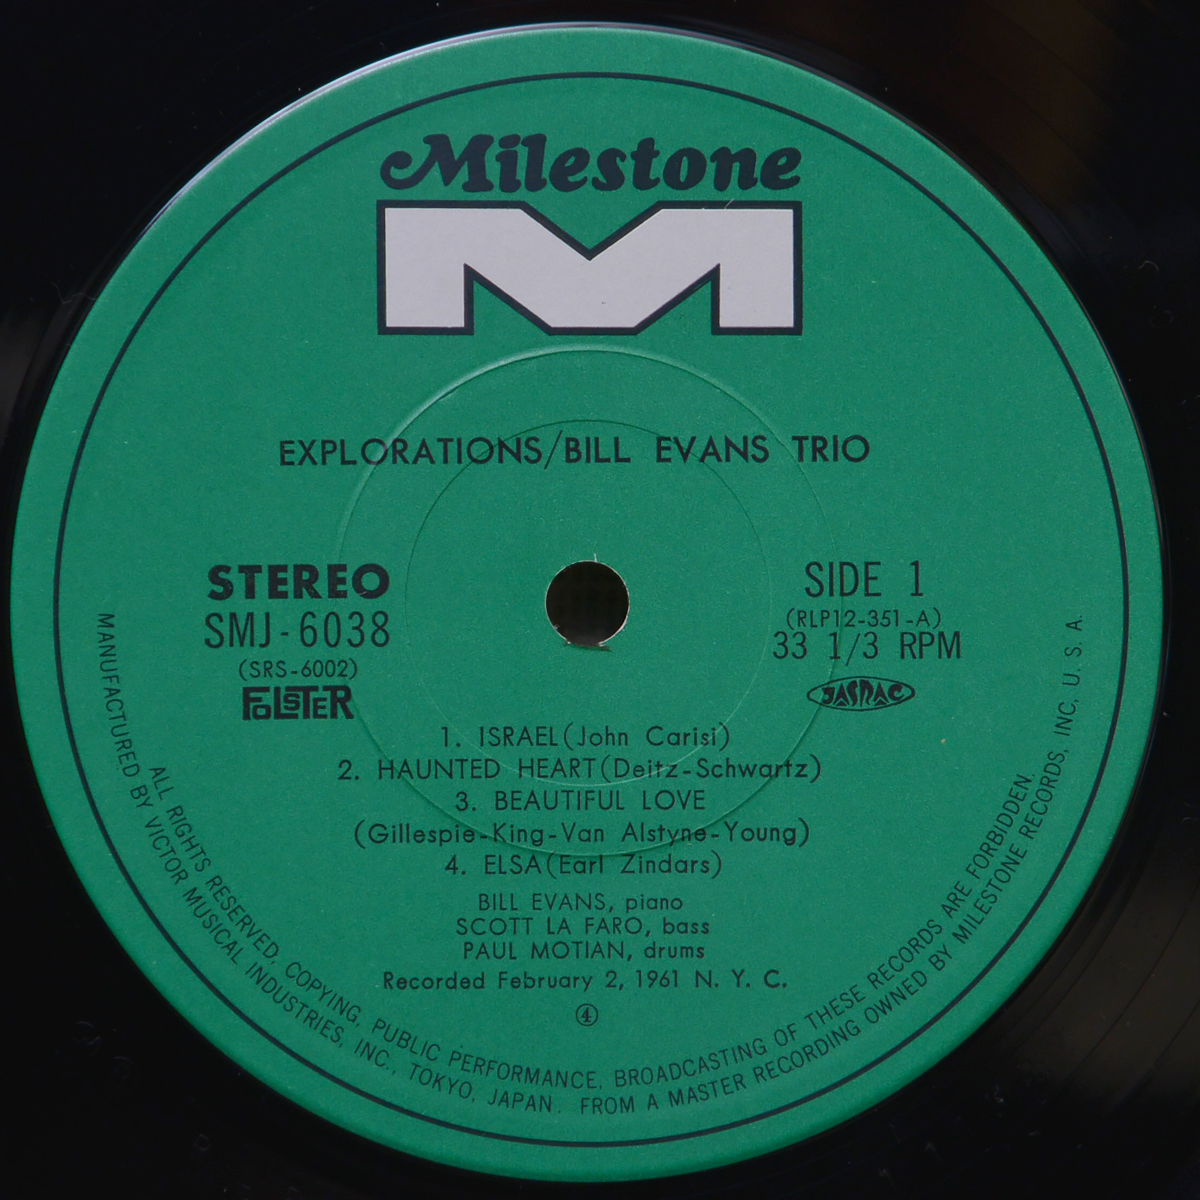 Milestone
M
EXPLORATIONS/BILL EVANS TRIO
STEREO
SMJ-6038
(SRS-6002)
FOLSTER
SIDE 1
(RLP12-351-A)
33 1/3 RPM
JASRAC
1. ISRAEL(John Carisi)
2. HAUNTED HEART(Deitz-Schwartz)
3. BEAUTIFUL LOVE
(Gillespie-King-Van Alstyne-Young)
4. ELSA(Earl Zindars)
BILL EVANS, piano
SCOTT LA FARO, bass
PAUL MOTIAN, drums
Recorded February 2, 1961 N. Y. C.
④
ALL RIGHTS RESERVED. COPYING, PUBLIC PERFORMANCE, BROADCASTING OF THESE RECORDS ARE FORBIDDEN.
MANUFACTURED BY VICTOR MUSICAL INDUSTRIES, INC., TOKYO, JAPAN. FROM A MASTER RECORDING OWNED BY MILESTONE RECORDS, INC, U. S. A.